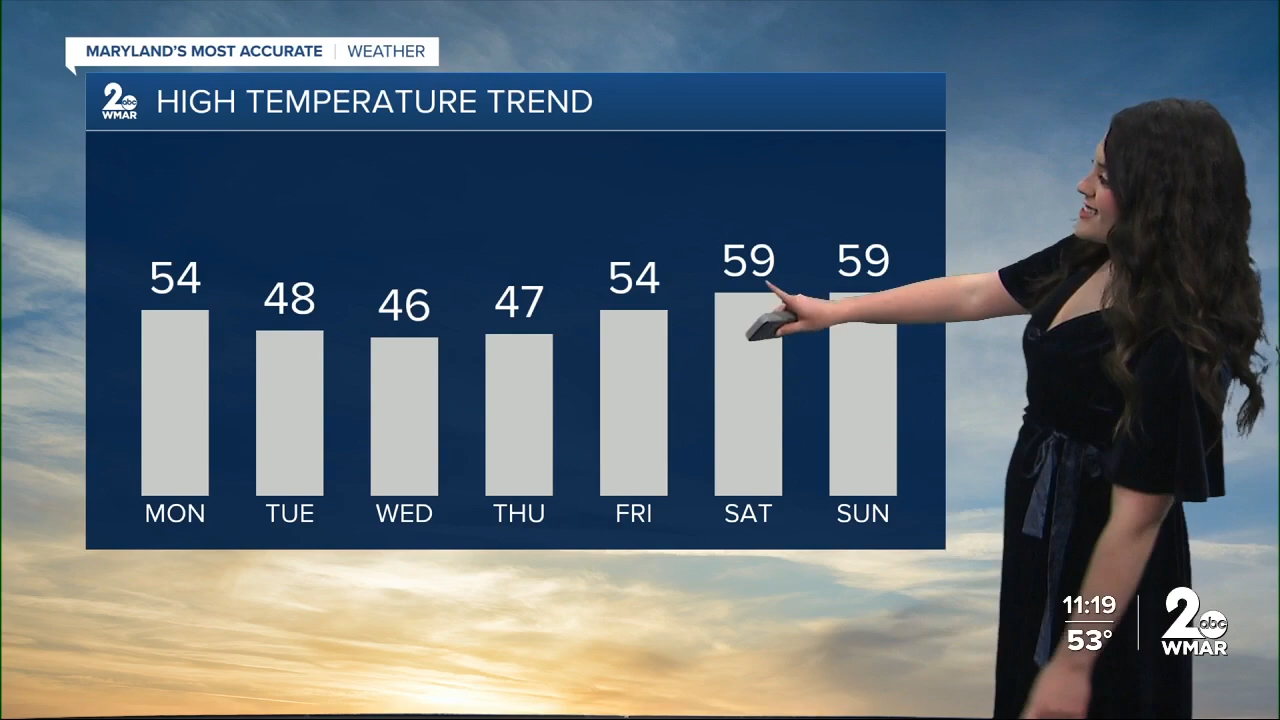 MARYLAND'S MOST ACCURATE | WEATHER
2 abc WMAR
HIGH TEMPERATURE TREND
54 48 46 47 54 59 59
MON TUE WED THU FRI SAT SUN
11:19
53°
2 abc
WMAR